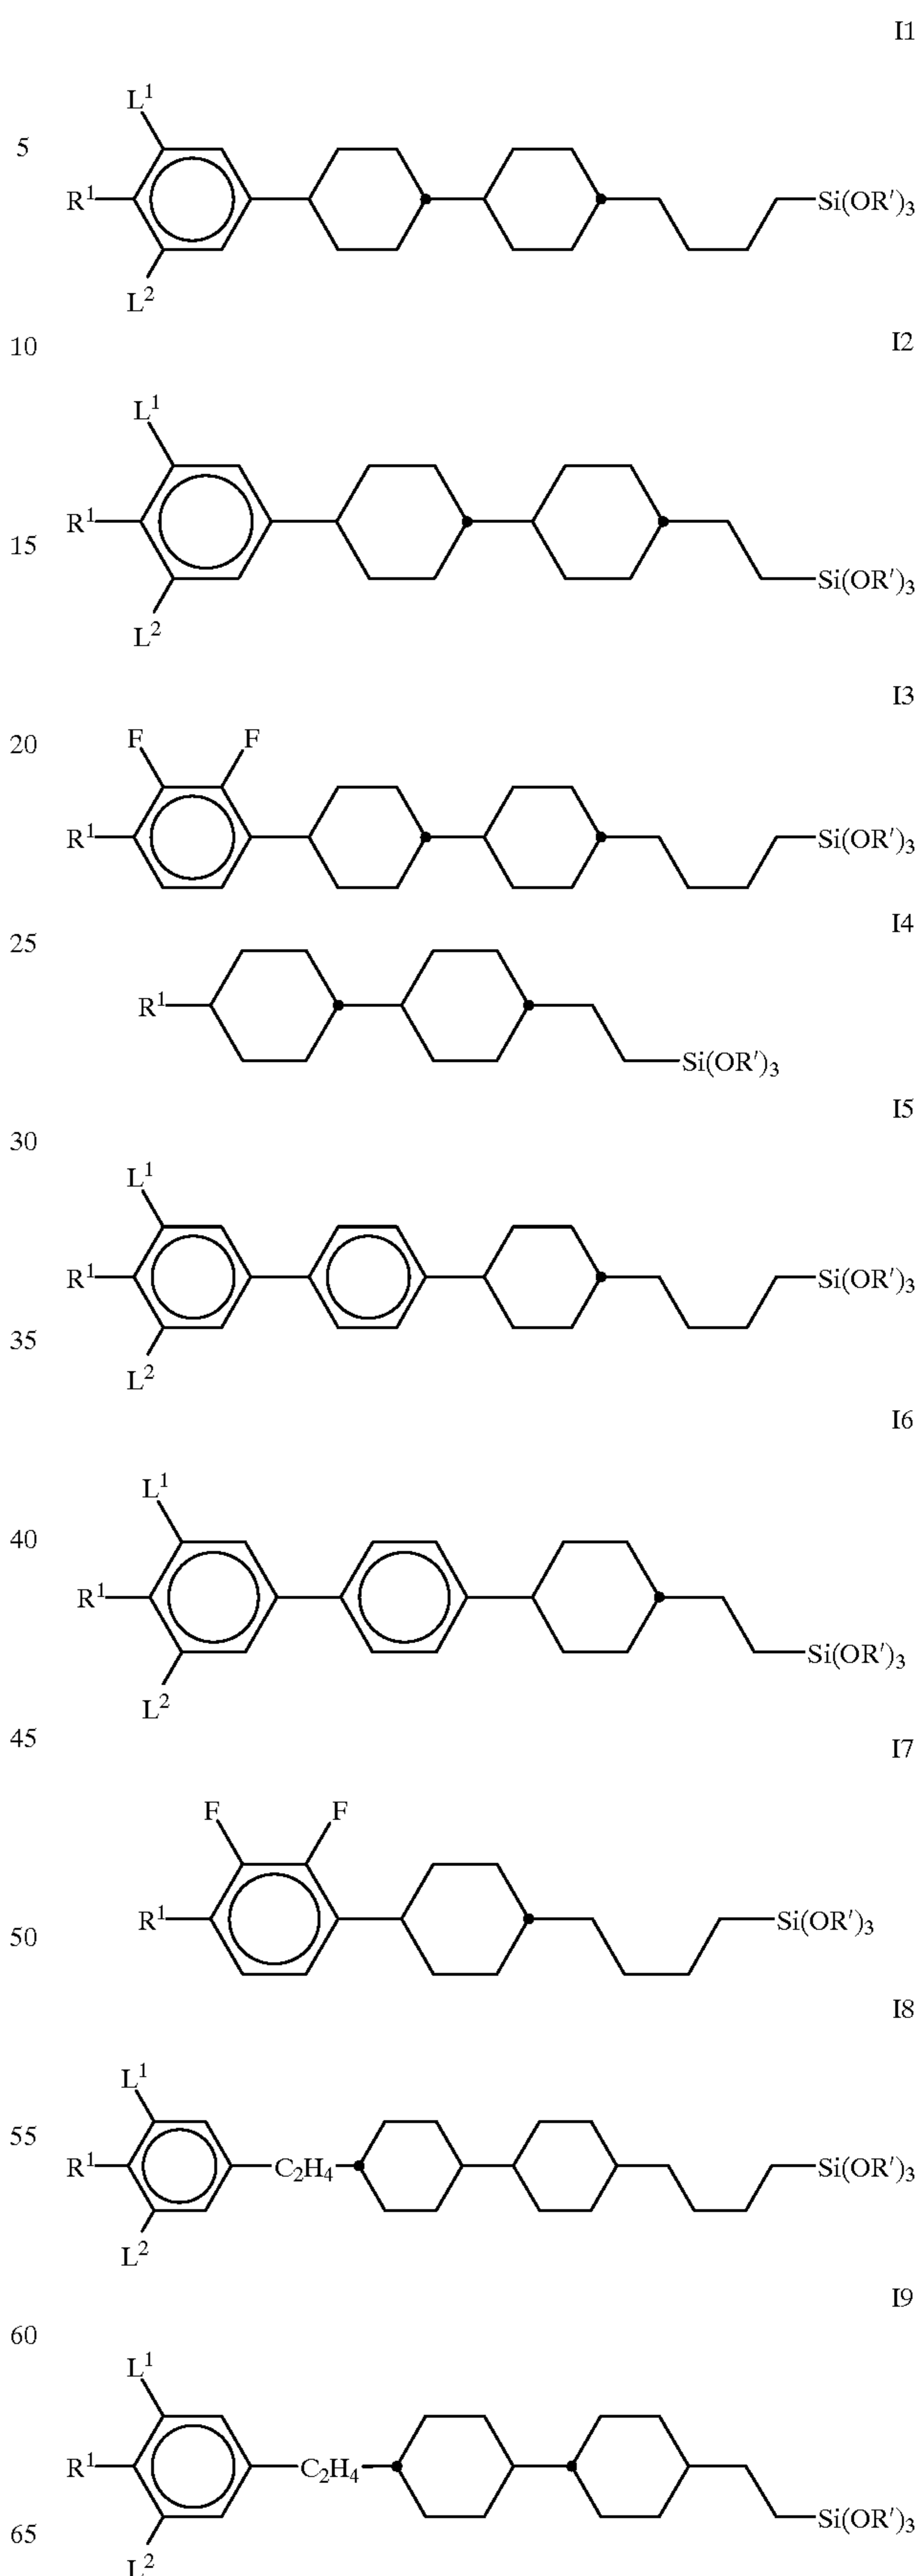 I1
L¹
5
R¹ Si(OR')₃
L²
10 I2
L¹
R¹
15 Si(OR')₃
L²
I3
20 F F
R¹ Si(OR')₃
I4
25
R¹
Si(OR')₃
I5
30
L¹
R¹ Si(OR')₃
35
L²
I6
L¹
40
R¹
Si(OR')₃
L²
45 I7
F F
R¹ Si(OR')₃
50
I8
L¹
55
R¹ C₂H₄ Si(OR')₃
L²
I9
60
L¹
R¹ C₂H₄
Si(OR')₃
65
L²